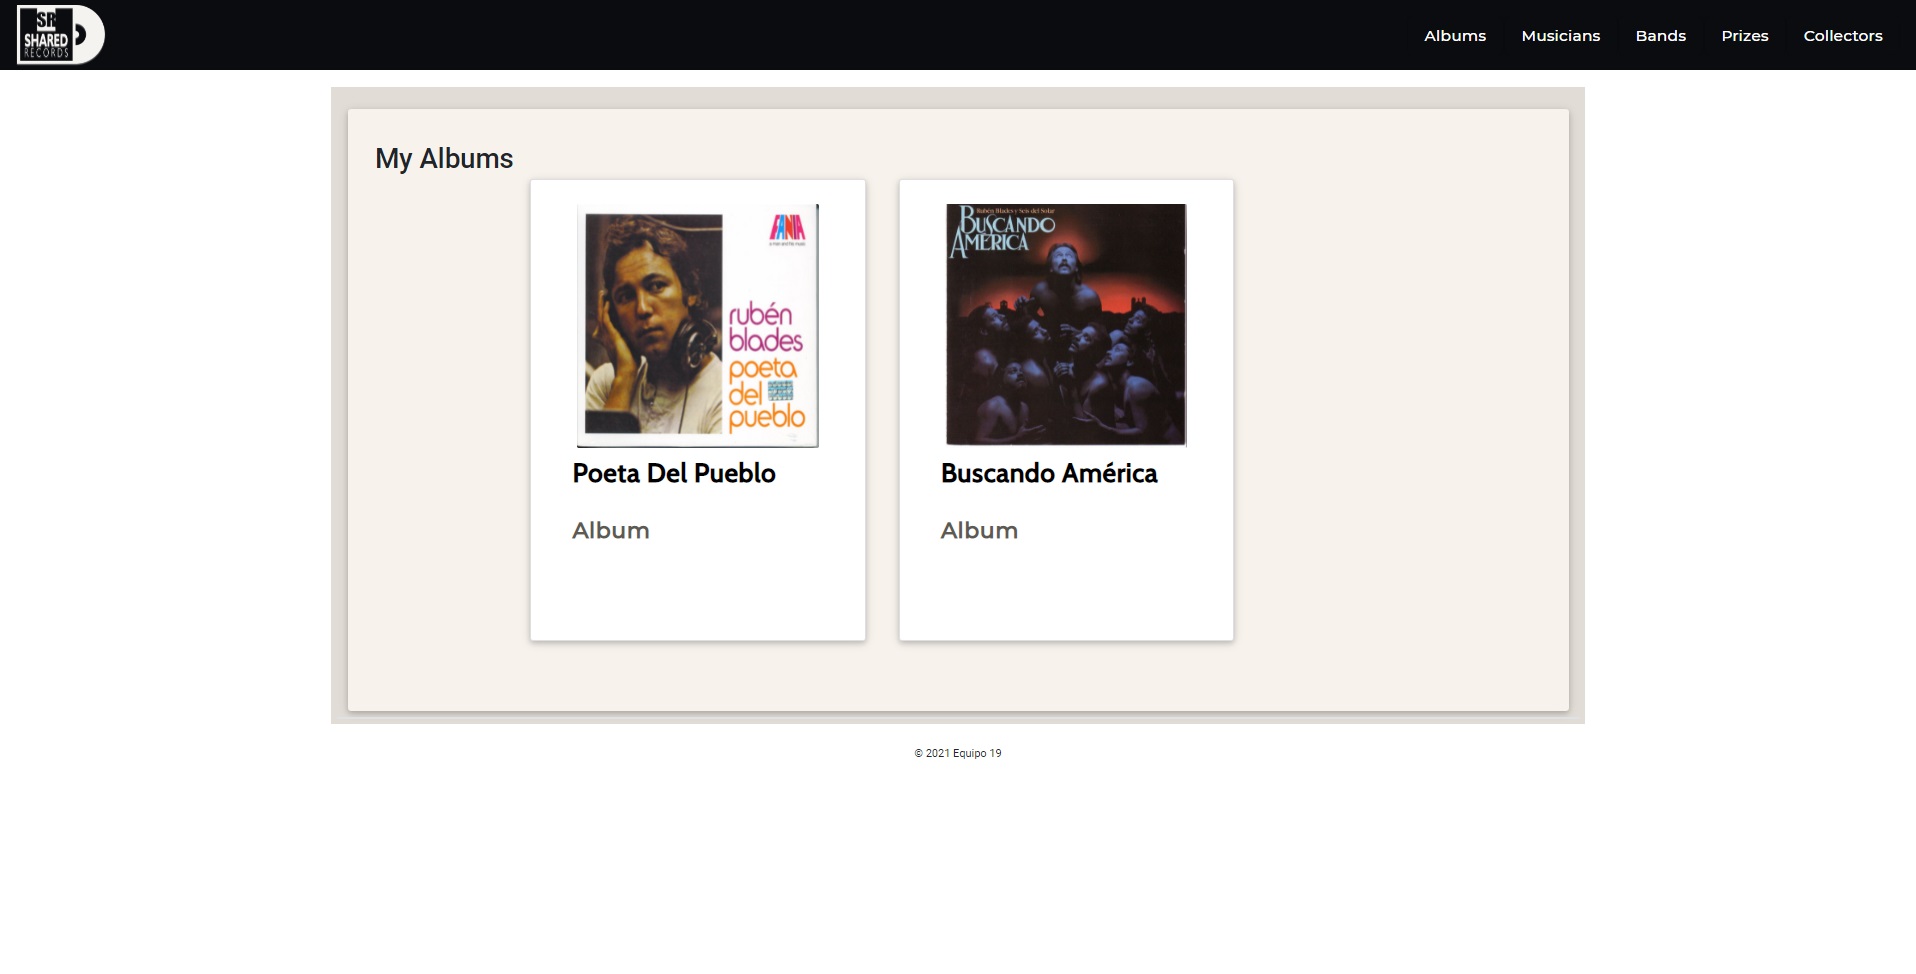 SR
SHARED
RECORDS
Albums
Musicians
Bands
Prizes
Collectors
My Albums
FANIA
rubén
blades
poeta
del
pueblo
Poeta Del Pueblo
Album
Rubén Blades y Seis del Solar
BUSCANDO
AMERICA
Buscando América
Album
© 2021 Equipo 19